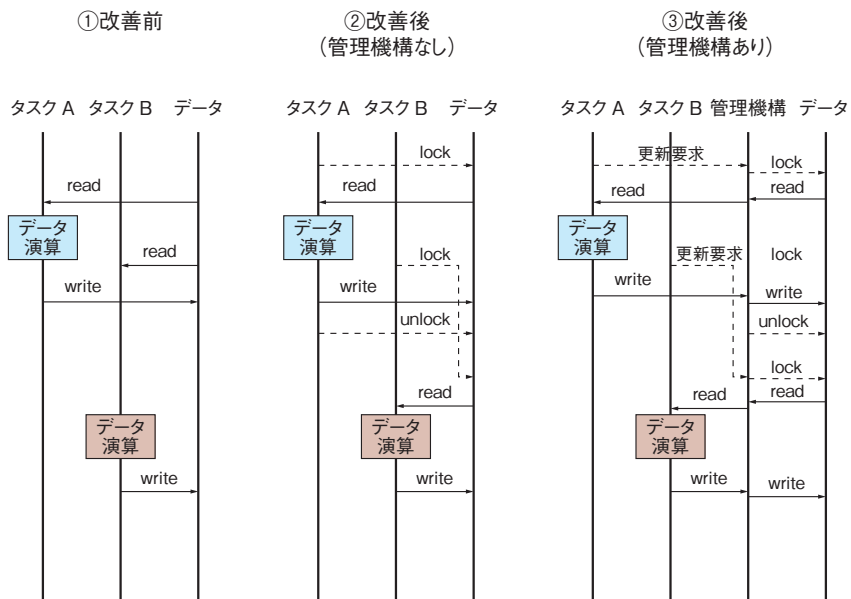 ①改善前
②改善後
(管理機構なし)
③改善後
(管理機構あり)
タスク A タスク B データ
タスク A タスク B データ
タスク A タスク B 管理機構 データ
read
データ
演算
read
write
データ
演算
write
lock
read
データ
演算
lock
write
unlock
read
データ
演算
write
更新要求
lock
read
read
データ
演算
更新要求
lock
write
write
unlock
lock
read
read
データ
演算
write
write